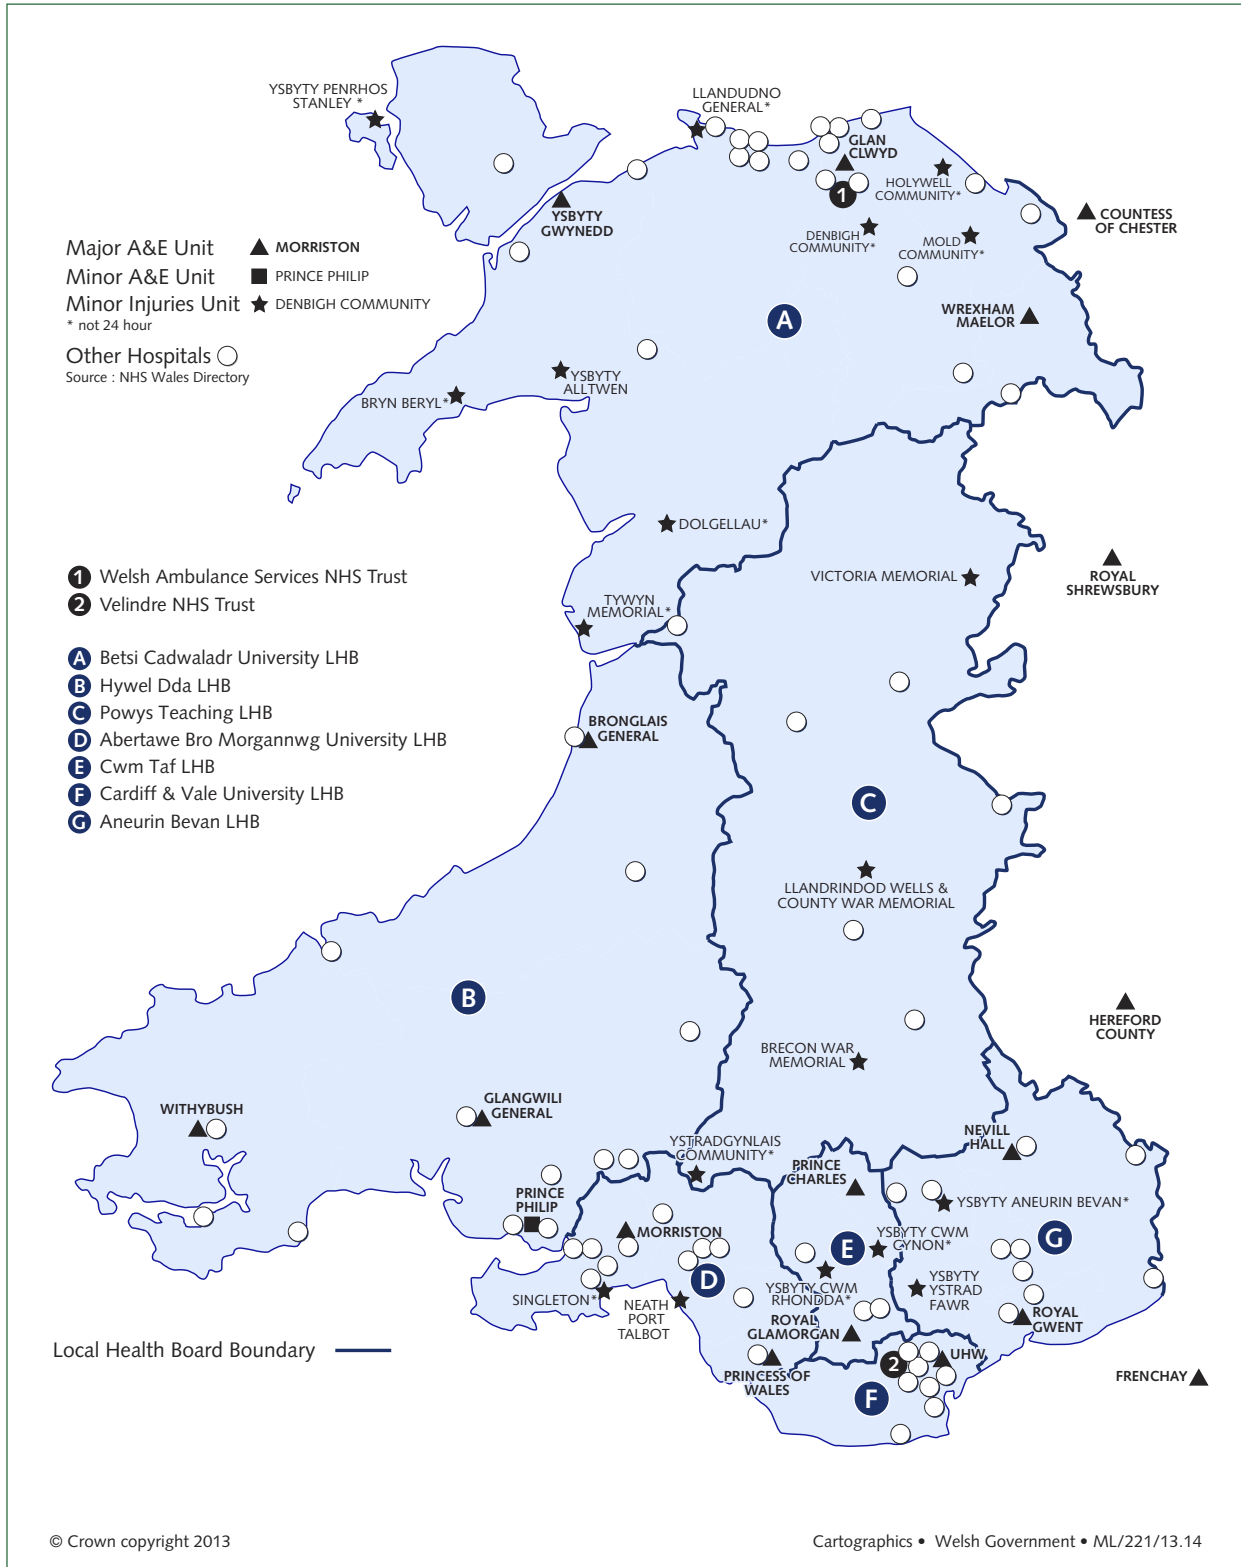 YSBYTY PENRHOS
STANLEY *
LLANDUDNO
GENERAL*
GLAN
CLWYD
HOLYWELL
COMMUNITY*
1
YSBYTY
GWYNEDD
COUNTESS
OF CHESTER
DENBIGH
COMMUNITY*
MOLD
COMMUNITY*
Major A&E Unit MORRISTON
Minor A&E Unit PRINCE PHILIP
Minor Injuries Unit DENBIGH COMMUNITY
* not 24 hour
Other Hospitals
Source : NHS Wales Directory
A
WREXHAM
MAELOR
YSBYTY
ALLTWEN
BRYN BERYL*
DOLGELLAU*
VICTORIA MEMORIAL
ROYAL
SHREWSBURY
TYWYN
MEMORIAL*
1 Welsh Ambulance Services NHS Trust
2 Velindre NHS Trust
A Betsi Cadwaladr University LHB
B Hywel Dda LHB
C Powys Teaching LHB
D Abertawe Bro Morgannwg University LHB
E Cwm Taf LHB
F Cardiff & Vale University LHB
G Aneurin Bevan LHB
BRONGLAIS
GENERAL
C
LLANDRINDOD WELLS &
COUNTY WAR MEMORIAL
B
HEREFORD
COUNTY
BRECON WAR
MEMORIAL
WITHYBUSH
GLANGWILI
GENERAL
NEVILL
HALL
YSTRADGYNLAIS
COMMUNITY*
PRINCE
CHARLES
PRINCE
PHILIP
YSBYTY ANEURIN BEVAN*
MORRISTON
YSBYTY CWM
CYNON*
E
G
D
YSBYTY CWM
RHONDDA*
YSBYTY
YSTRAD
FAWR
SINGLETON*
NEATH
PORT
TALBOT
ROYAL
GLAMORGAN
ROYAL
GWENT
Local Health Board Boundary
PRINCESS OF
WALES
2
UHW
F
FRENCHAY
© Crown copyright 2013
Cartographics • Welsh Government • ML/221/13.14